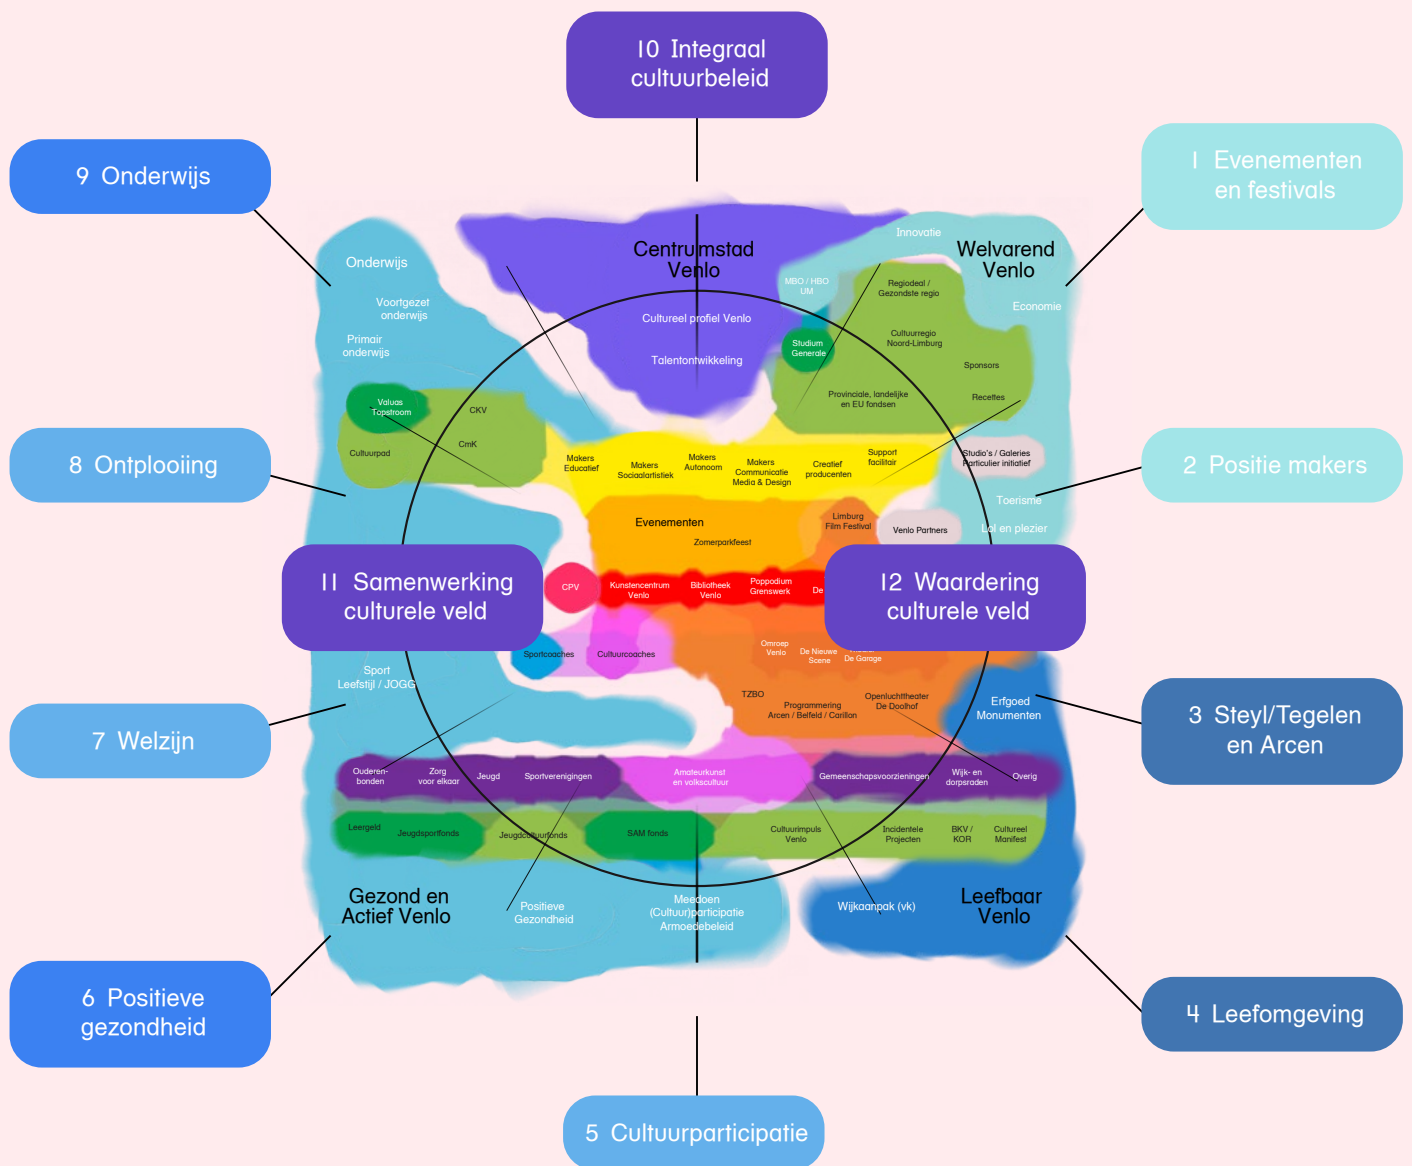 10 Integraal
cultuurbeleid
9 Onderwijs
1 Evenementen
en festivals
Centrumstad
Venlo
Innovatie
Welvarend
Venlo
Onderwijs
MBO / HBO
UM
Regiodeal /
Gezondste regio
Voortgezet
onderwijs
Economie
Cultureel profiel Venlo
Primair
onderwijs
Cultuurregio
Noord-Limburg
Studium
Generale
Talentontwikkeling
Sponsors
Provinciale, landelijke
en EU fondsen
Recettes
Valuas
Topstroom
CKV
CmK
Cultuurpad
8 Ontplooiing
2 Positie makers
Makers
Educatief
Makers
Sociaalartistiek
Makers
Autonoom
Makers
Communicatie
Media & Design
Creatief
producenten
Support
facilitair
Studio's / Galeries
Particulier initiatief
Toerisme
Evenementen
Zomerparkfeest
Limburg
Film Festival
Venlo Partners
Lol en plezier
11 Samenwerking
culturele veld
CPV
Kunstencentrum
Venlo
Bibliotheek
Venlo
Poppodium
Grenswerk
De
12 Waardering
culturele veld
Sportcoaches
Cultuurcoaches
Omroep
Venlo
De Nieuwe
Scene
De Garage
Sport
Leefstijl / JOGG
TZBO
Programmering
Arcen / Belfeld / Carillon
Openluchttheater
De Doolhof
Erfgoed
Monumenten
7 Welzijn
3 Steyl/Tegelen
en Arcen
Ouderen-
bonden
Zorg
voor elkaar
Jeugd
Sportverenigingen
Amateurkunst
en volkscultuur
Gemeenschapsvoorzieningen
Wijk- en
dorpsraden
Overig
Leergeld
Jeugdsportfonds
Jeugdcultuurfonds
SAM fonds
Cultuurimpuls
Venlo
Incidentele
Projecten
BKV /
KOR
Cultureel
Manifest
Gezond en
Actief Venlo
Positieve
Gezondheid
Meedoen
(Cultuur)participatie
Armoedebeleid
Wijkaanpak (vk)
Leefbaar
Venlo
6 Positieve
gezondheid
4 Leefomgeving
5 Cultuurparticipatie